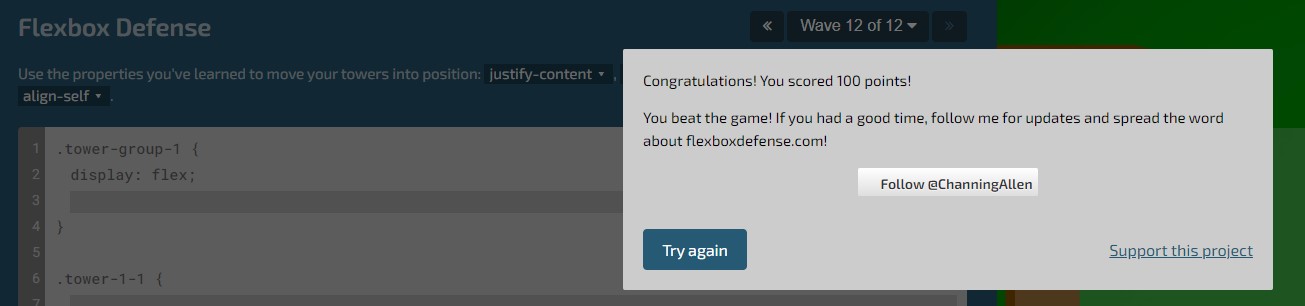 Flexbox Defense
«
Wave 12 of 12
»
Use the properties you've learned to move your towers into position: justify-content ,
align-self .
1 .tower-group-1 {
2 display: flex;
3
4 }
5
6 .tower-1-1 {
7
Congratulations! You scored 100 points!
You beat the game! If you had a good time, follow me for updates and spread the word
about flexboxdefense.com!
Follow @ChanningAllen
Try again
Support this project